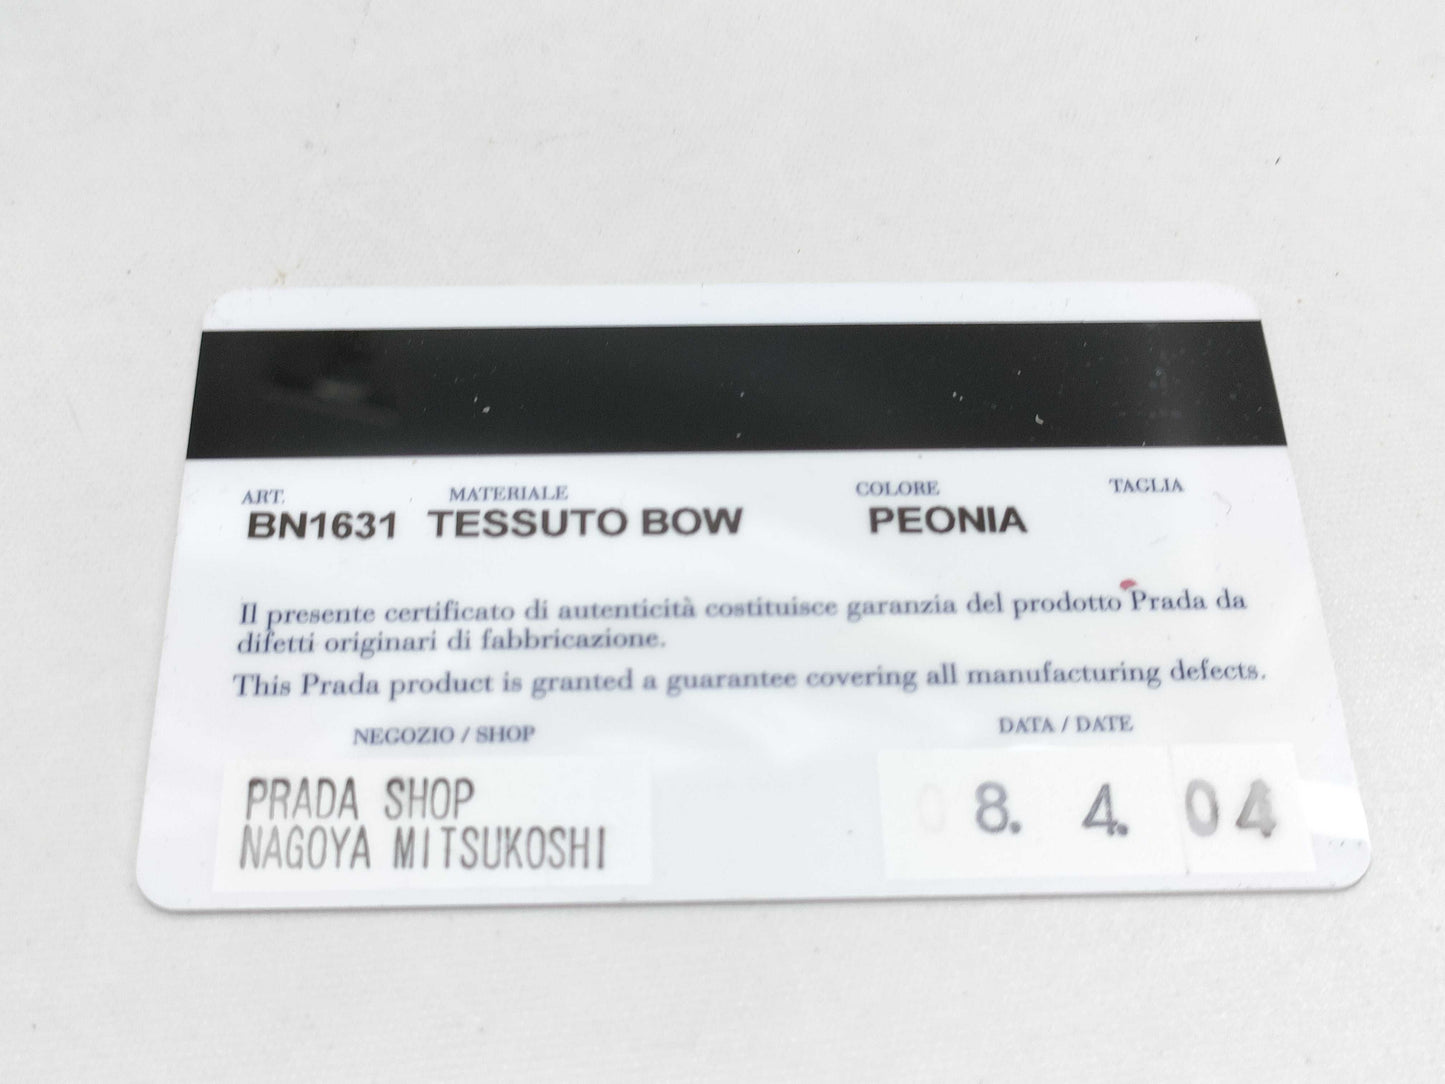 ART. MATERIALE COLORE TAGLIA
BN1631 TESSUTO BOW PEONIA
Il presente certificato di autenticità costituisce garanzia del prodotto Prada da
difetti originari di fabbricazione.
This Prada product is granted a guarantee covering all manufacturing defects.
NEGOZIO / SHOP DATA / DATE
PRADA SHOP
NAGOYA MITSUKOSHI
08. 4. 04